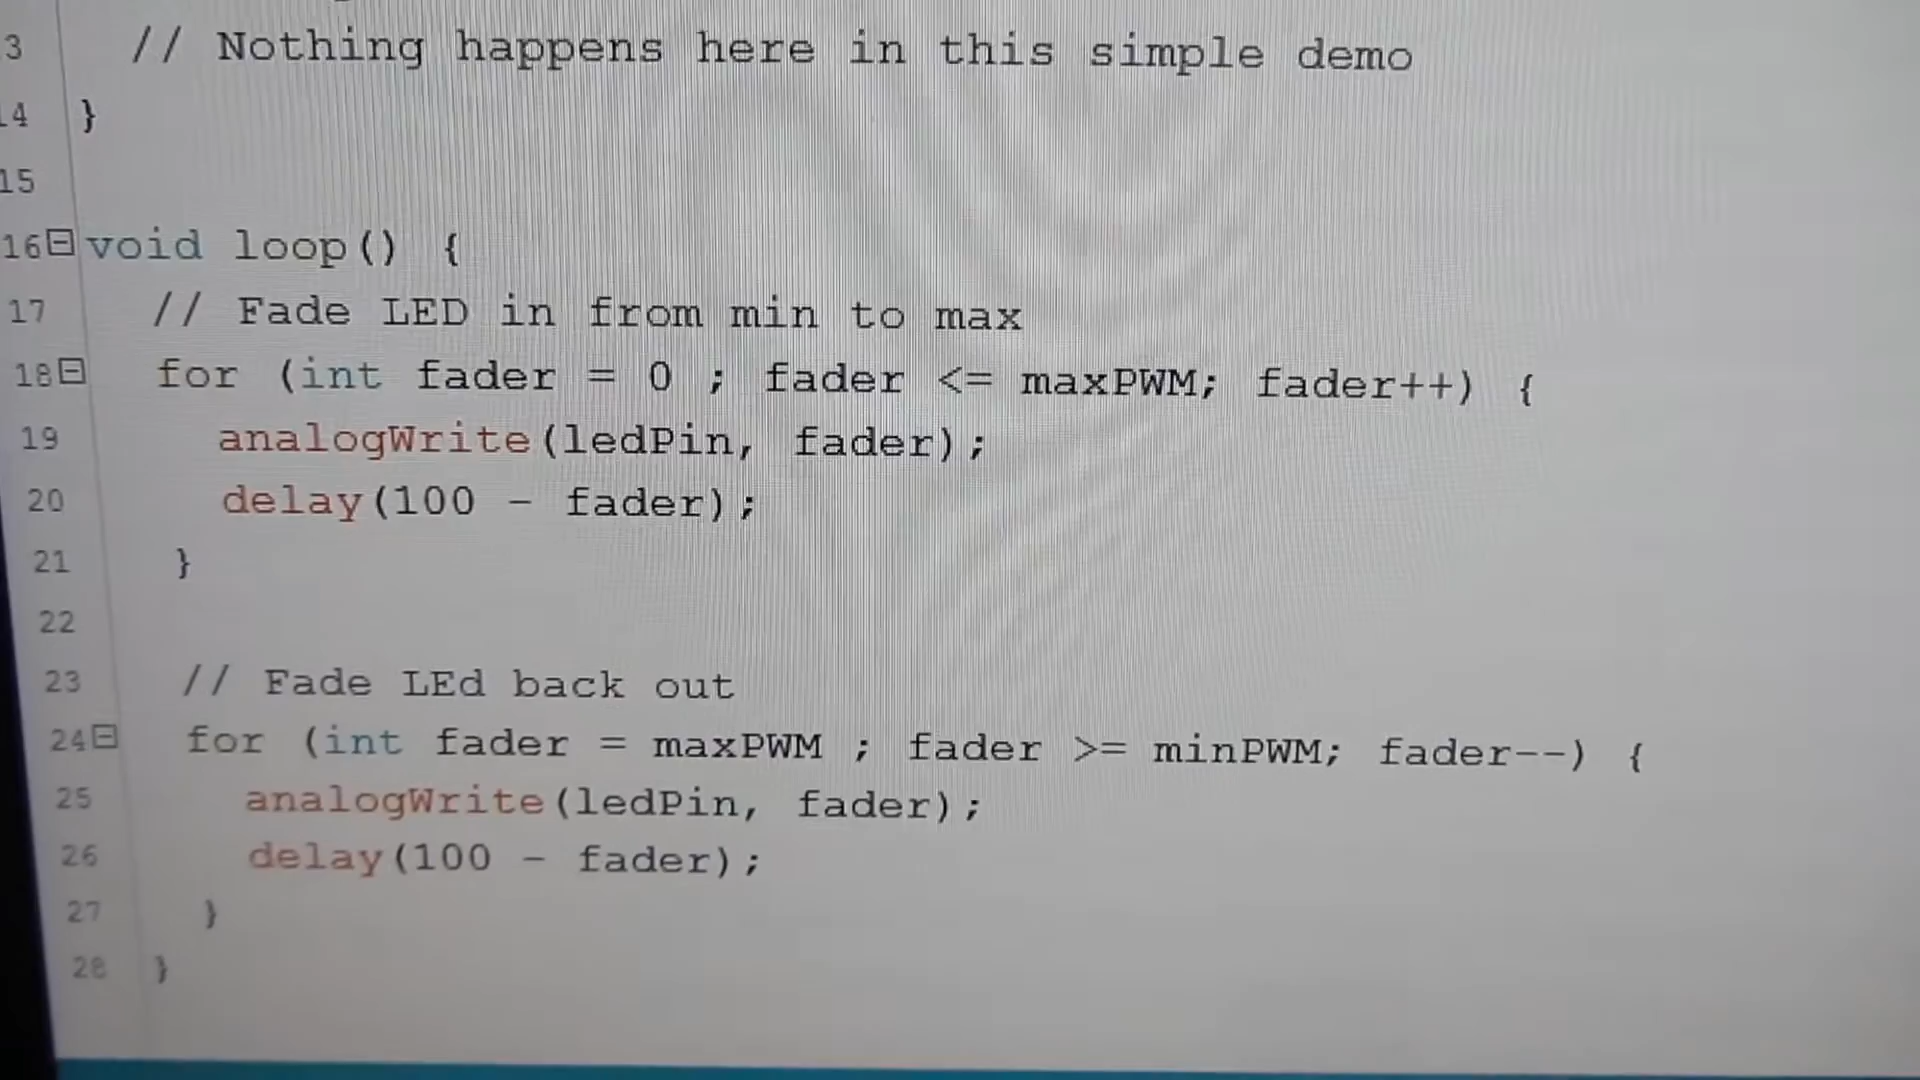 3 // Nothing happens here in this simple demo
14 }
15
16 void loop() {
17 // Fade LED in from min to max
18 for (int fader = 0 ; fader <= maxPWM; fader++) {
19 analogWrite(ledPin, fader);
20 delay(100 - fader);
21 }
22
23 // Fade LEd back out
24 for (int fader = maxPWM ; fader >= minPWM; fader--) {
25 analogWrite(ledPin, fader);
26 delay(100 - fader);
27 }
28 }